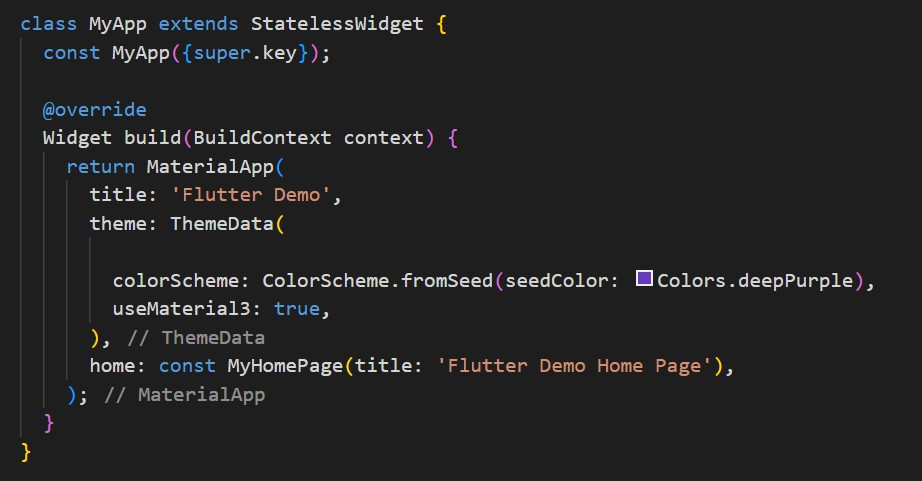 class MyApp extends StatelessWidget {
  const MyApp({super.key});

  @override
  Widget build(BuildContext context) {
    return MaterialApp(
      title: 'Flutter Demo',
      theme: ThemeData(

        colorScheme: ColorScheme.fromSeed(seedColor: Colors.deepPurple),
        useMaterial3: true,
      ), // ThemeData
      home: const MyHomePage(title: 'Flutter Demo Home Page'),
    ); // MaterialApp
  }
}